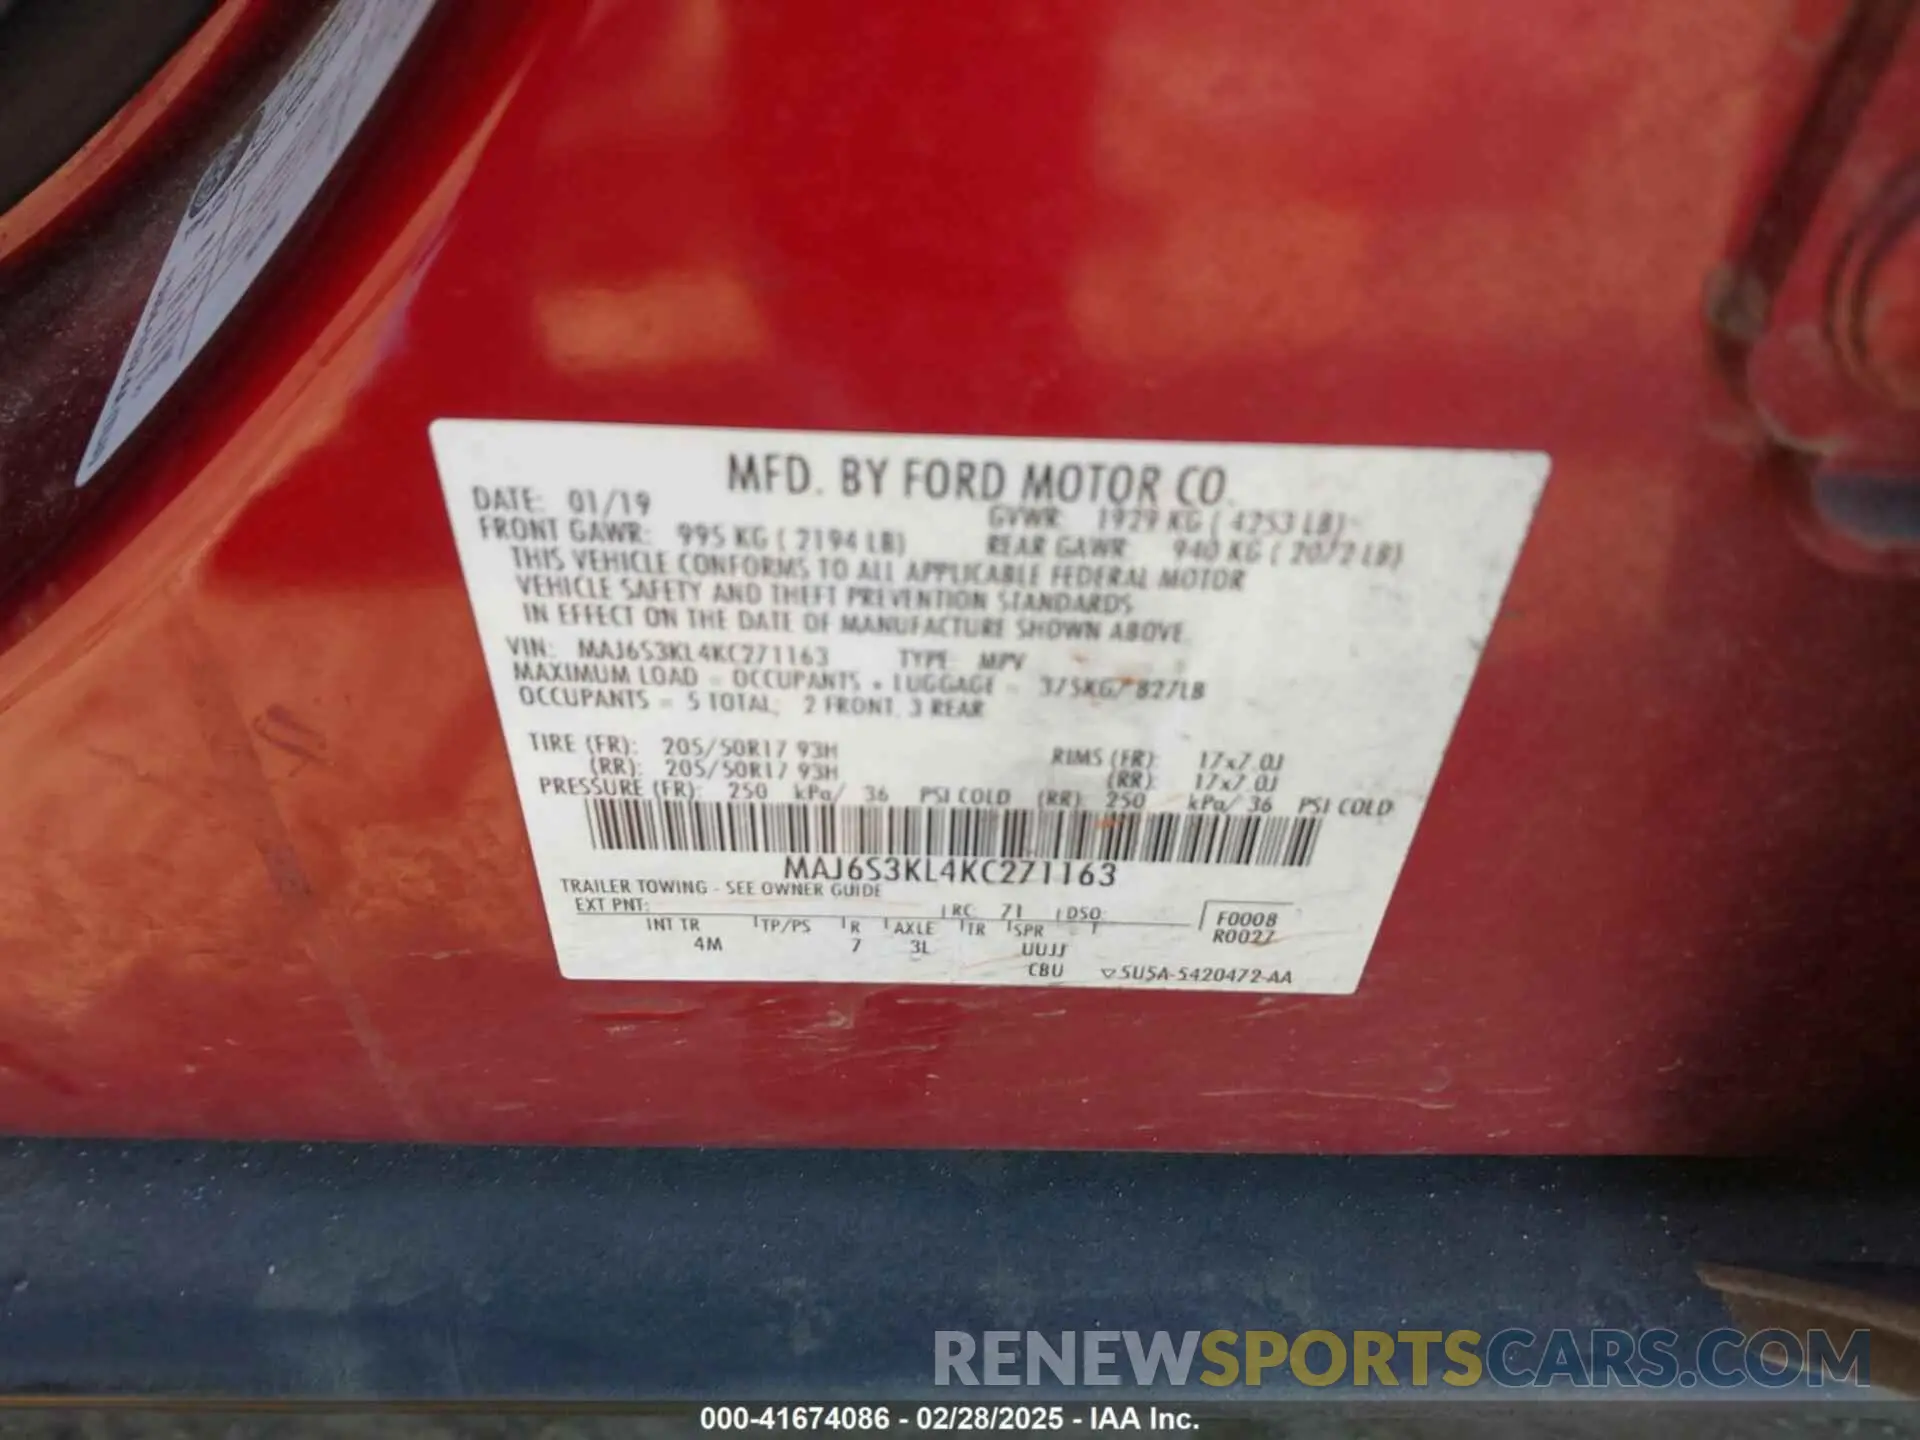 MFD. BY FORD MOTOR CO.
DATE: 01/19 GVWR: 1929 KG ( 4253 LB)
FRONT GAWR: 995 KG ( 2194 LB) REAR GAWR: 940 KG ( 2072 LB)
THIS VEHICLE CONFORMS TO ALL APPLICABLE FEDERAL MOTOR
VEHICLE SAFETY AND THEFT PREVENTION STANDARDS
IN EFFECT ON THE DATE OF MANUFACTURE SHOWN ABOVE.
VIN: MAJ6S3KL4KC271163 TYPE: MPV
MAXIMUM LOAD = OCCUPANTS + LUGGAGE = 375KG/ 827LB
OCCUPANTS = 5 TOTAL; 2 FRONT, 3 REAR
TIRE (FR): 205/50R17 93H RIMS (FR): 17x7.0J
(RR): 205/50R17 93H (RR): 17x7.0J
PRESSURE (FR): 250 kPa/ 36 PSI COLD (RR): 250 kPa/ 36 PSI COLD
MAJ6S3KL4KC271163
TRAILER TOWING - SEE OWNER GUIDE
EXT PNT: RC: 71 DSO:
INT TR TP/PS R AXLE TR SPR T
4M 7 3L UUJJ
CBU
F0008
R0027
▽5U5A-5420472-AA
RENEWSPORTSCARS.COM
000-41674086 - 02/28/2025 - IAA Inc.